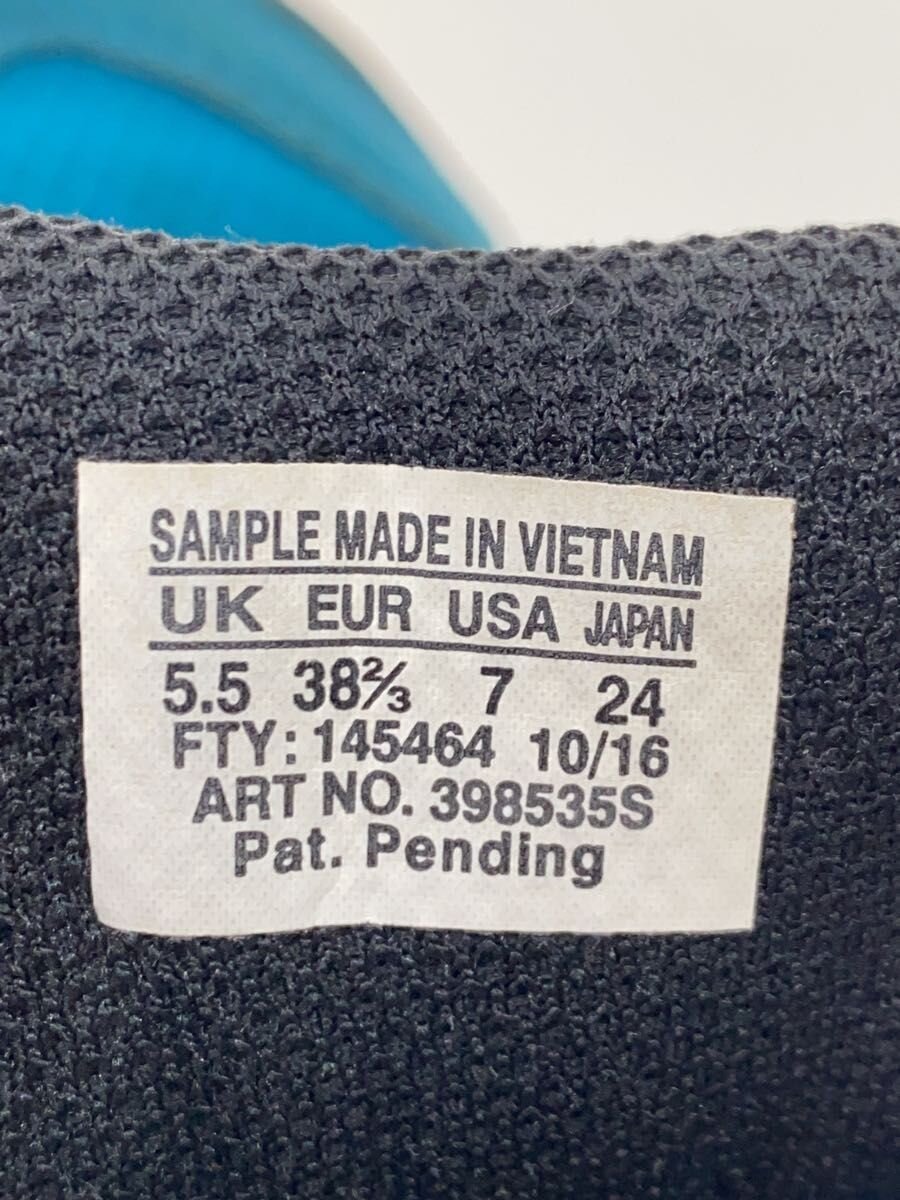 SAMPLE MADE IN VIETNAM
UK EUR USA JAPAN
5.5 38⅔ 7 24
FTY: 145464 10/16
ART NO. 398535S
Pat. Pending